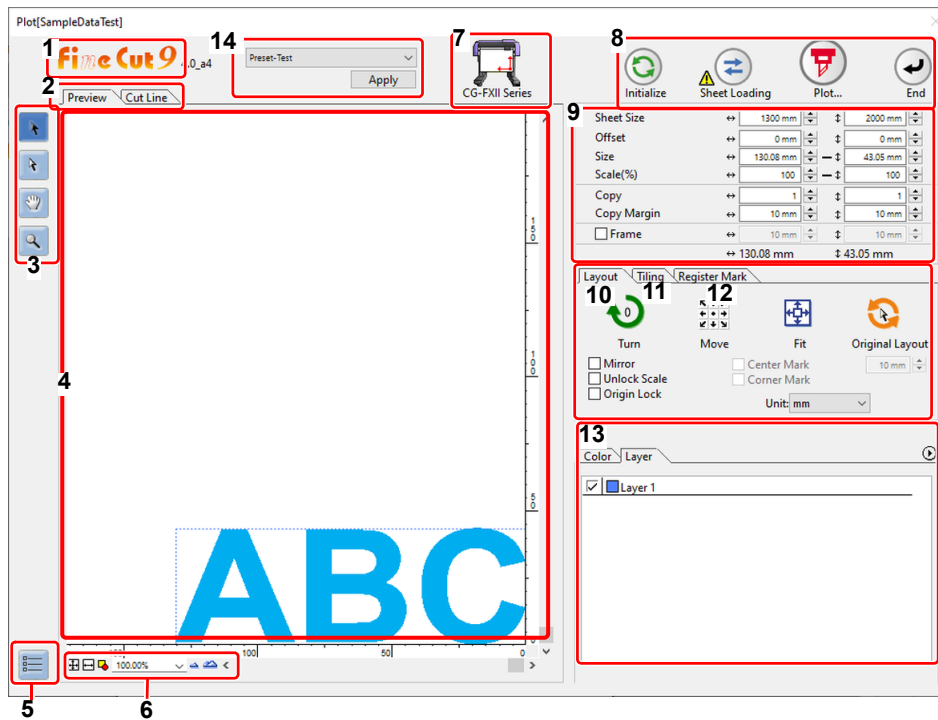 Plot[SampleDataTest]
1
FineCut9
.0_a4
14
Preset-Test
Apply
7
CG-FXII Series
8
Initialize
Sheet Loading
Plot...
End
2
Preview
Cut Line
3
4
9
Sheet Size 1300 mm 2000 mm
Offset 0 mm 0 mm
Size 130.08 mm 43.05 mm
Scale(%) 100 100
Copy 1 1
Copy Margin 10 mm 10 mm
Frame 10 mm 10 mm
130.08 mm 43.05 mm
Layout Tiling Register Mark
10 11 12
0
Turn Move Fit Original Layout
Mirror Center Mark 10 mm
Unlock Scale Corner Mark
Origin Lock
Unit: mm
13
Color Layer
Layer 1
150
100
50
0
ABC
100 50 0
100.00%
5
6